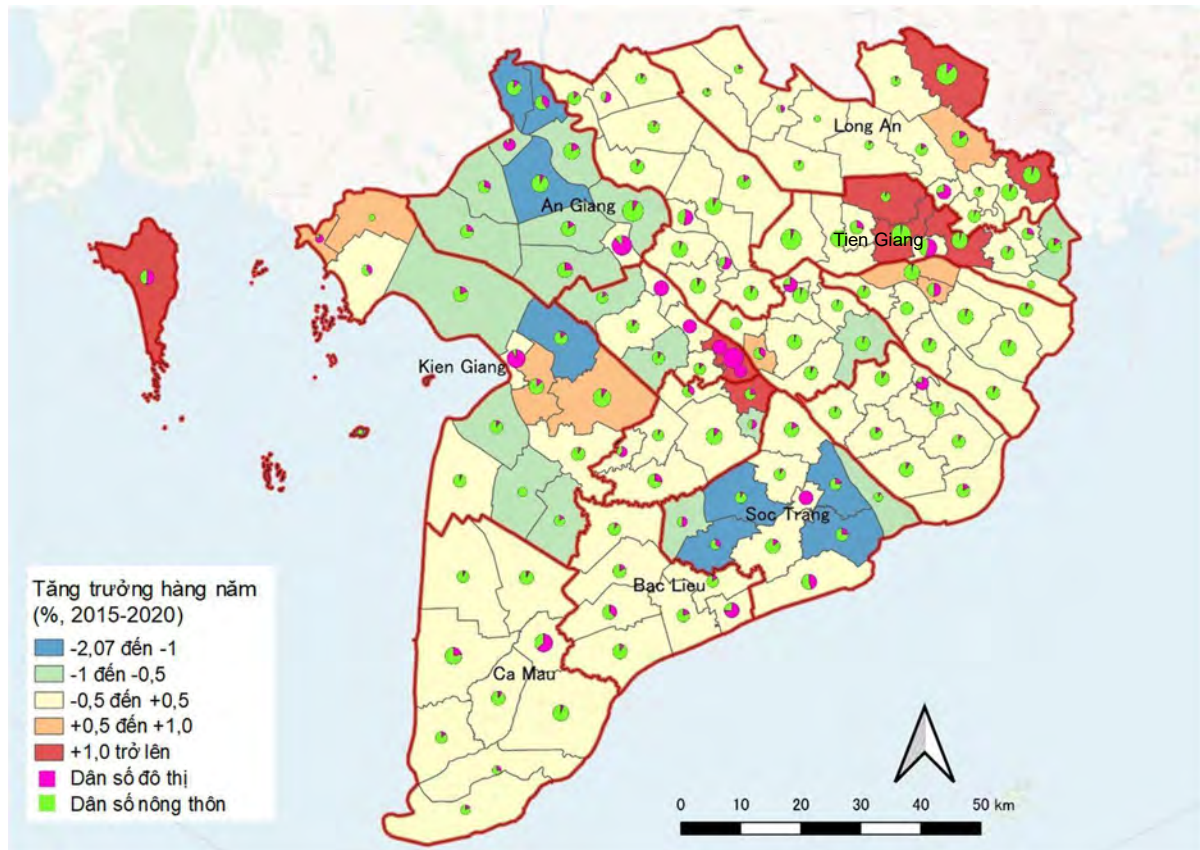 Long An
An Giang
Tien Giang
Kien Giang
Soc Trang
Bac Lieu
Ca Mau
Tăng trưởng hàng năm
(%, 2015-2020)
-2,07 đến -1
-1 đến -0,5
-0,5 đến +0,5
+0,5 đến +1,0
+1,0 trở lên
Dân số đô thị
Dân số nông thôn
0 10 20 30 40 50 km